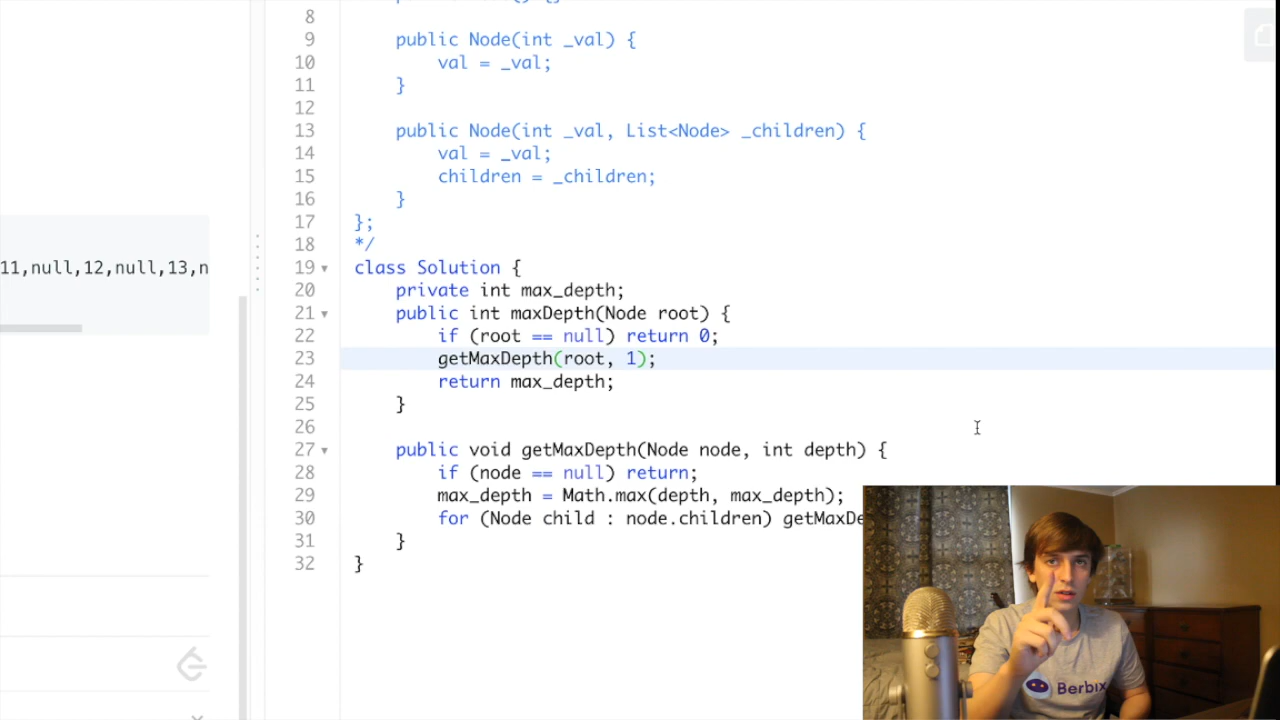 8
9 public Node(int _val) {
10 val = _val;
11 }
12
13 public Node(int _val, List<Node> _children) {
14 val = _val;
15 children = _children;
16 }
17 };
18 */
11,null,12,null,13,n
19 class Solution {
20 private int max_depth;
21 public int maxDepth(Node root) {
22 if (root == null) return 0;
23 getMaxDepth(root, 1);
24 return max_depth;
25 }
26
27 public void getMaxDepth(Node node, int depth) {
28 if (node == null) return;
29 max_depth = Math.max(depth, max_depth);
30 for (Node child : node.children) getMaxDe
31 }
32 }
Berbix